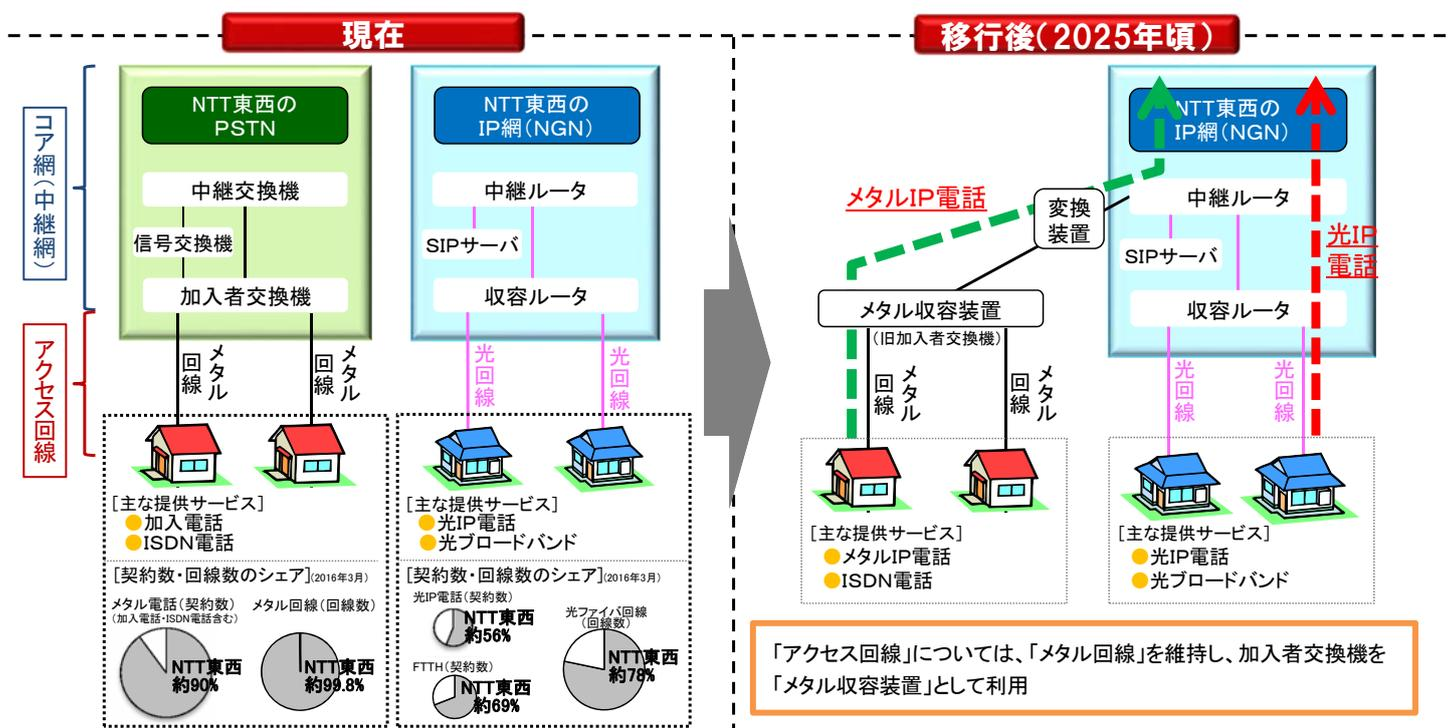 現在
コア網(中継網)
アクセス回線
NTT東西の
PSTN
中継交換機
信号交換機
加入者交換機
メタル
回線
メタル
回線
[主な提供サービス]
●加入電話
●ISDN電話
[契約数・回線数のシェア](2016年3月)
メタル電話(契約数)
(加入電話・ISDN電話含む)
NTT東西
約90%
メタル回線(回線数)
NTT東西
約99.8%
NTT東西の
IP網(NGN)
中継ルータ
SIPサーバ
収容ルータ
光回線
光回線
[主な提供サービス]
●光IP電話
●光ブロードバンド
[契約数・回線数のシェア](2016年3月)
光IP電話(契約数)
NTT東西
約56%
FTTH(契約数)
NTT東西
約69%
光ファイバ回線
(回線数)
NTT東西
約78%
移行後(2025年頃)
メタルIP電話
変換
装置
メタル収容装置
(旧加入者交換機)
メタル
回線
メタル
回線
[主な提供サービス]
●メタルIP電話
●ISDN電話
NTT東西の
IP網(NGN)
中継ルータ
SIPサーバ
収容ルータ
光IP
電話
光回線
光回線
[主な提供サービス]
●光IP電話
●光ブロードバンド
「アクセス回線」については、「メタル回線」を維持し、加入者交換機を
「メタル収容装置」として利用